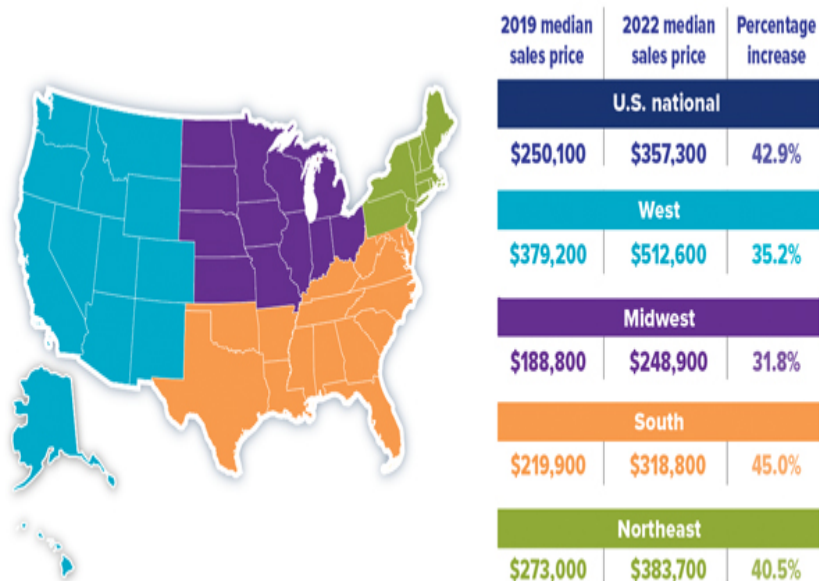 2019 median sales price 2022 median sales price Percentage increase
U.S. national
$250,100 $357,300 42.9%
West
$379,200 $512,600 35.2%
Midwest
$188,800 $248,900 31.8%
South
$219,900 $318,800 45.0%
Northeast
$273,000 $383,700 40.5%